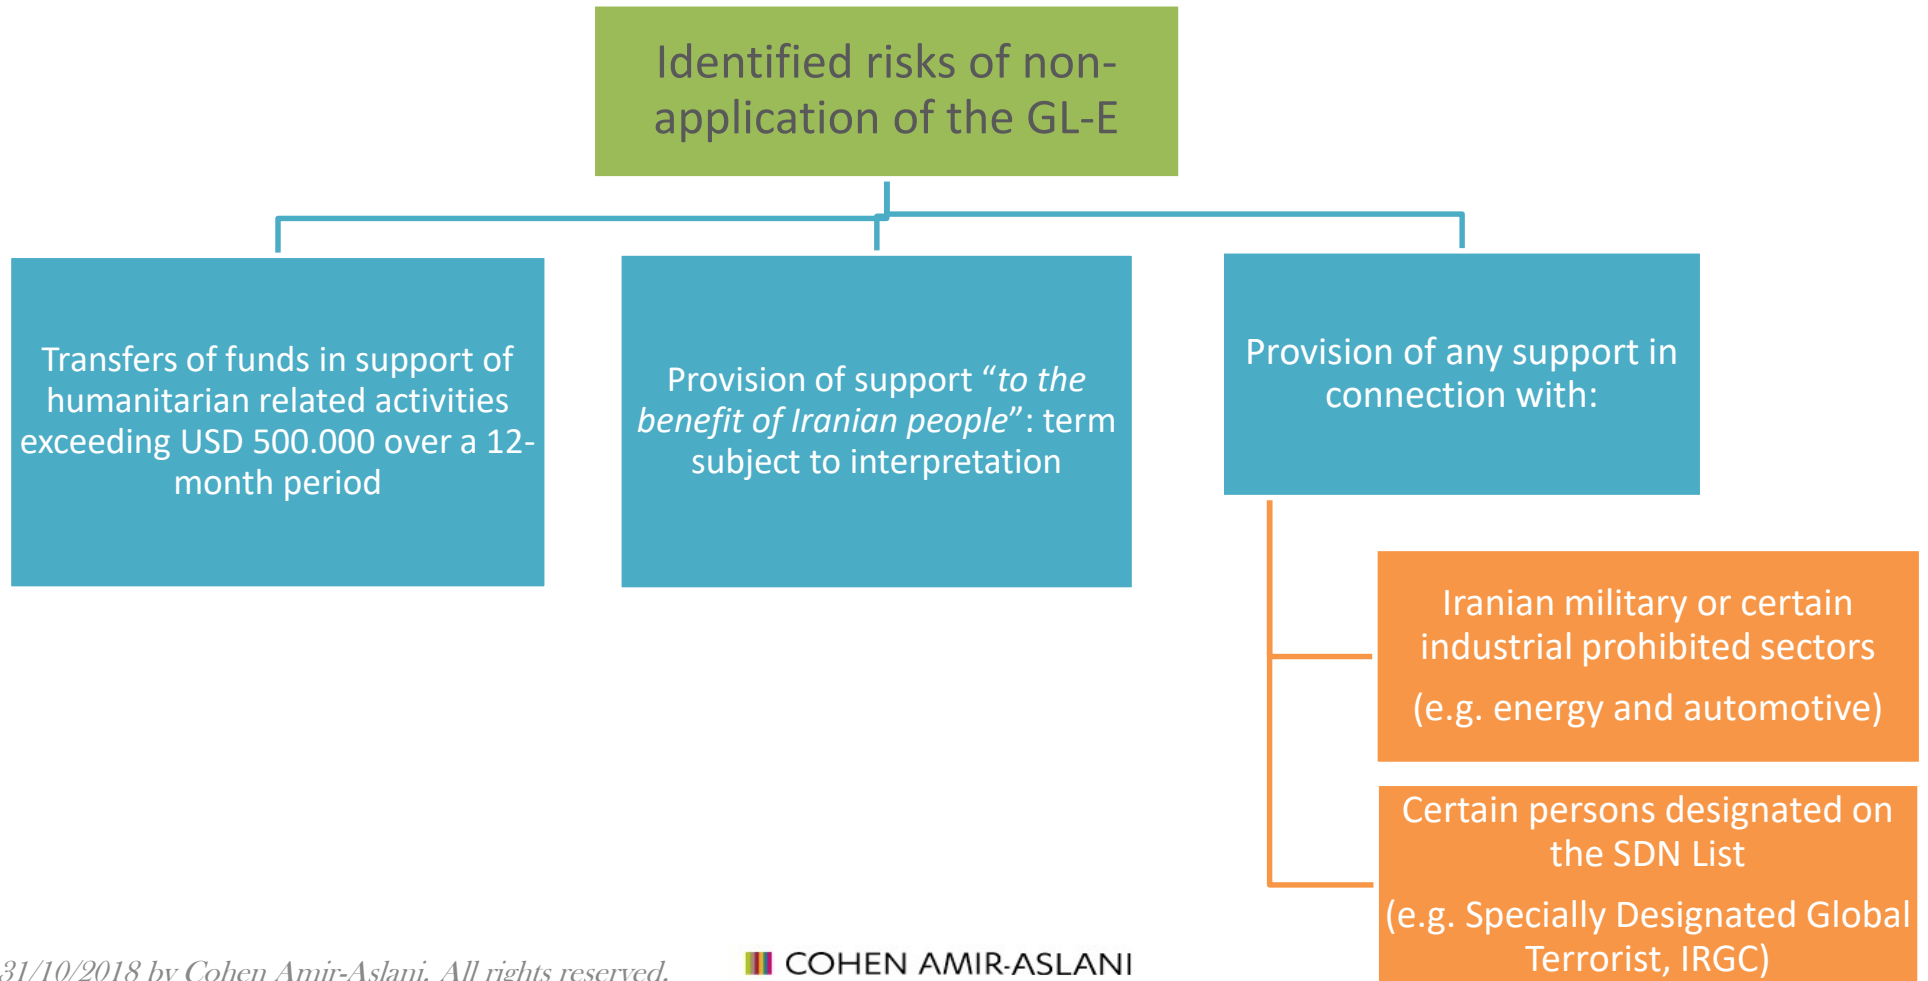 Identified risks of non-
application of the GL-E
Transfers of funds in support of
humanitarian related activities
exceeding USD 500.000 over a 12-
month period
Provision of support “to the
benefit of Iranian people”: term
subject to interpretation
Provision of any support in
connection with:
Iranian military or certain
industrial prohibited sectors
(e.g. energy and automotive)
Certain persons designated on
the SDN List
(e.g. Specially Designated Global
Terrorist, IRGC)
31/10/2018 by Cohen Amir-Aslani. All rights reserved.
COHEN AMIR-ASLANI